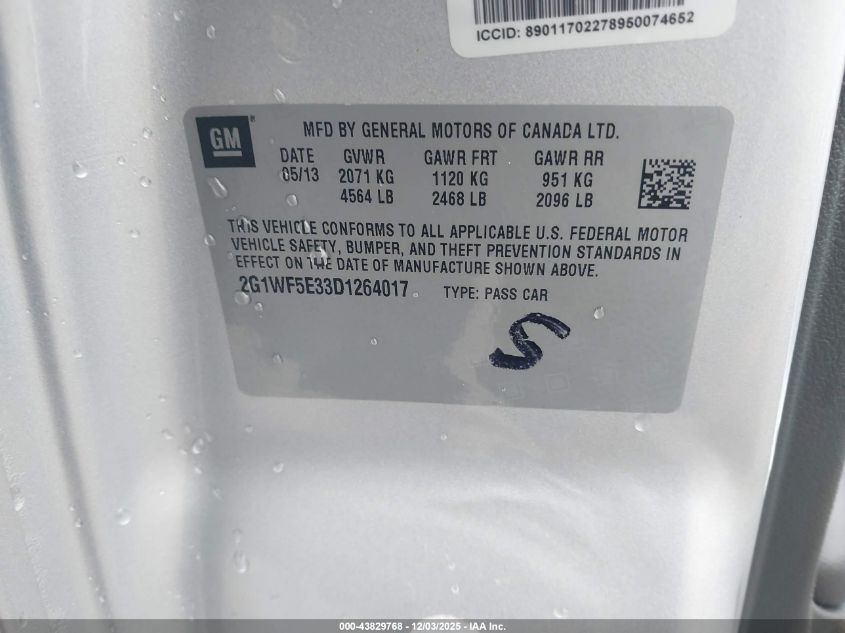 ICCID: 89011702278950074652
GM
MFD BY GENERAL MOTORS OF CANADA LTD.
DATE GVWR GAWR FRT GAWR RR
05/13 2071 KG 1120 KG 951 KG
4564 LB 2468 LB 2096 LB
THIS VEHICLE CONFORMS TO ALL APPLICABLE U.S. FEDERAL MOTOR
VEHICLE SAFETY, BUMPER, AND THEFT PREVENTION STANDARDS IN
EFFECT ON THE DATE OF MANUFACTURE SHOWN ABOVE.
2G1WF5E33D1264017 TYPE: PASS CAR
S
000-43829768 - 12/03/2025 - IAA Inc.